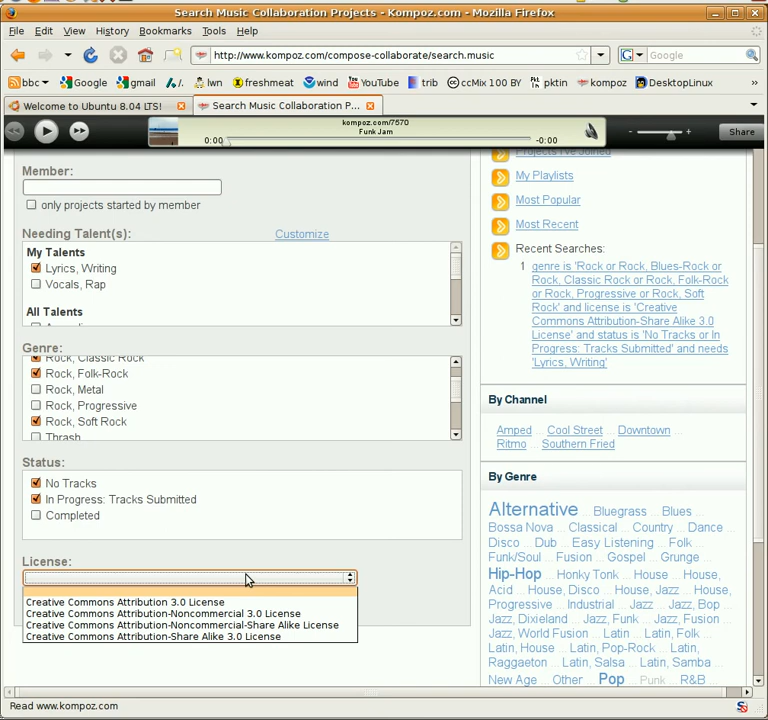 Search Music Collaboration Projects - Kompoz.com - Mozilla Firefox
File Edit View History Bookmarks Tools Help
http://www.kompoz.com/compose-collaborate/search.music
Google
bbc Google gmail /. lwn freshmeat wind YouTube trib ccMix 100 BY pktin kompoz DesktopLinux
Welcome to Ubuntu 8.04 LTS! Search Music Collaboration P...
kompoz.com/7570
Funk Jam
0:00 -0:00
- + Share
Member:
only projects started by member
Needing Talent(s): Customize
My Talents
Lyrics, Writing
Vocals, Rap
All Talents
Genre:
Rock, Classic Rock
Rock, Folk-Rock
Rock, Metal
Rock, Progressive
Rock, Soft Rock
Thrash
Status:
No Tracks
In Progress: Tracks Submitted
Completed
License:
Creative Commons Attribution 3.0 License
Creative Commons Attribution-Noncommercial 3.0 License
Creative Commons Attribution-Noncommercial-Share Alike License
Creative Commons Attribution-Share Alike 3.0 License
Projects I've Joined
My Playlists
Most Popular
Most Recent
Recent Searches:
1 genre is 'Rock or Rock, Blues-Rock or
Rock, Classic Rock or Rock, Folk-Rock
or Rock, Progressive or Rock, Soft
Rock' and license is 'Creative
Commons Attribution-Share Alike 3.0
License' and status is 'No Tracks or In
Progress: Tracks Submitted' and needs
'Lyrics, Writing'
By Channel
Amped ... Cool Street ... Downtown ...
Ritmo ... Southern Fried
By Genre
Alternative ... Bluegrass ... Blues ...
Bossa Nova ... Classical ... Country ... Dance ...
Disco ... Dub ... Easy Listening ... Folk ...
Funk/Soul ... Fusion ... Gospel ... Grunge ...
Hip-Hop ... Honky Tonk ... House ... House,
Acid ... House, Disco ... House, Jazz ... House,
Progressive ... Industrial ... Jazz ... Jazz, Bop ...
Jazz, Dixieland ... Jazz, Funk ... Jazz, Fusion ...
Jazz, World Fusion ... Latin ... Latin, Folk ...
Latin, House ... Latin, Pop-Rock ... Latin,
Raggaeton ... Latin, Salsa ... Latin, Samba ...
New Age ... Other ... Pop ... Punk ... R&B ...
Read www.kompoz.com